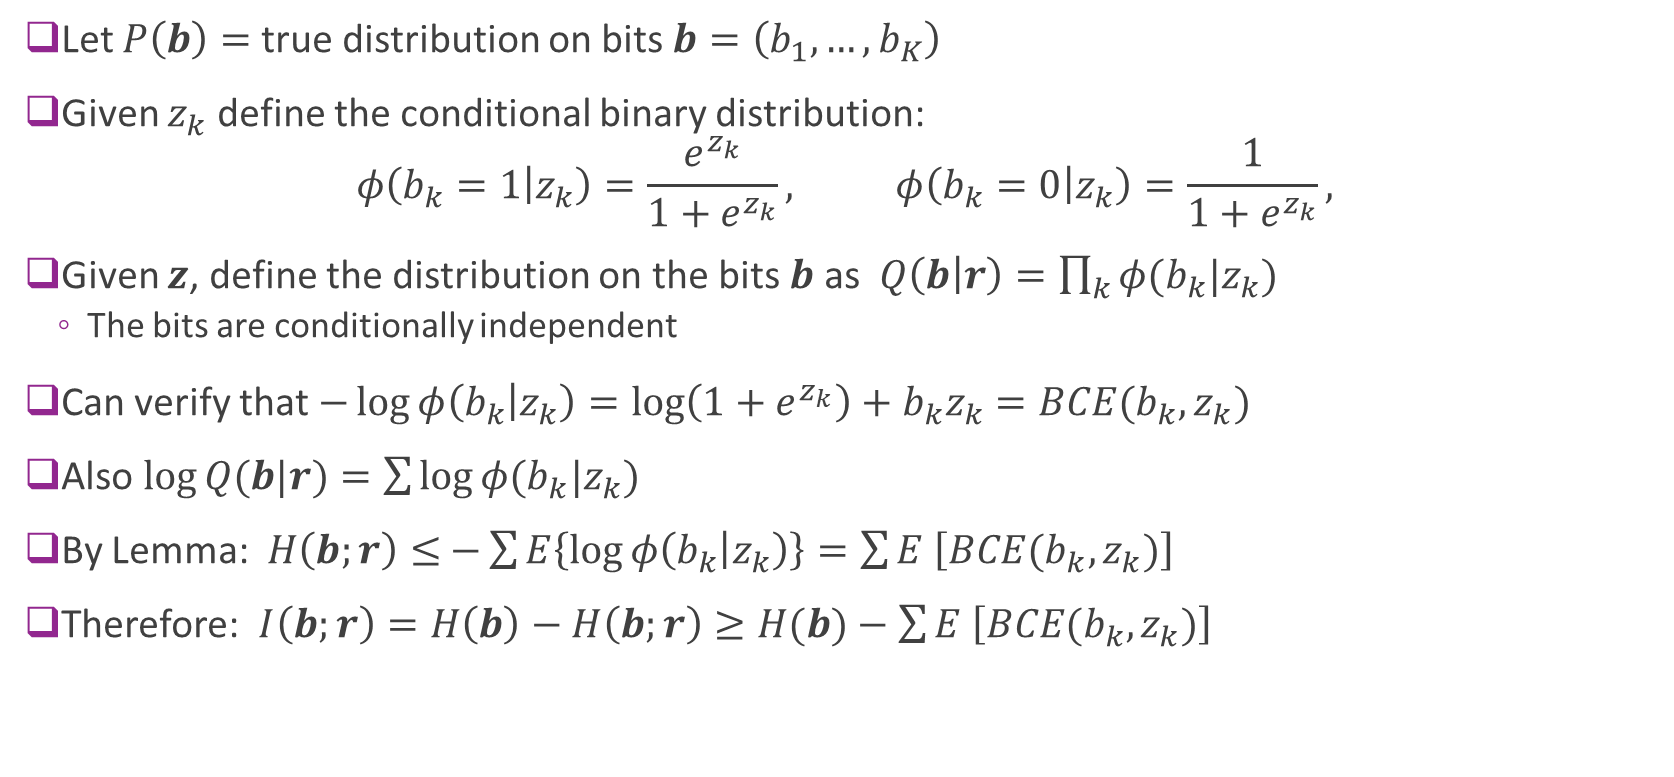 ❑Let P(b) = true distribution on bits b = (b₁, … , b_K)
❑Given z_k define the conditional binary distribution:
ϕ(b_k = 1|z_k) = e^{z_k} / (1 + e^{z_k}), ϕ(b_k = 0|z_k) = 1 / (1 + e^{z_k}),
❑Given z, define the distribution on the bits b as Q(b|r) = ∏_k ϕ(b_k|z_k)
◦ The bits are conditionally independent
❑Can verify that − log ϕ(b_k|z_k) = log(1 + e^{z_k}) + b_k z_k = BCE(b_k, z_k)
❑Also log Q(b|r) = ∑ log ϕ(b_k|z_k)
❑By Lemma: H(b; r) ≤ − ∑ E{log ϕ(b_k|z_k)} = ∑ E [BCE(b_k, z_k)]
❑Therefore: I(b; r) = H(b) − H(b; r) ≥ H(b) − ∑ E [BCE(b_k, z_k)]